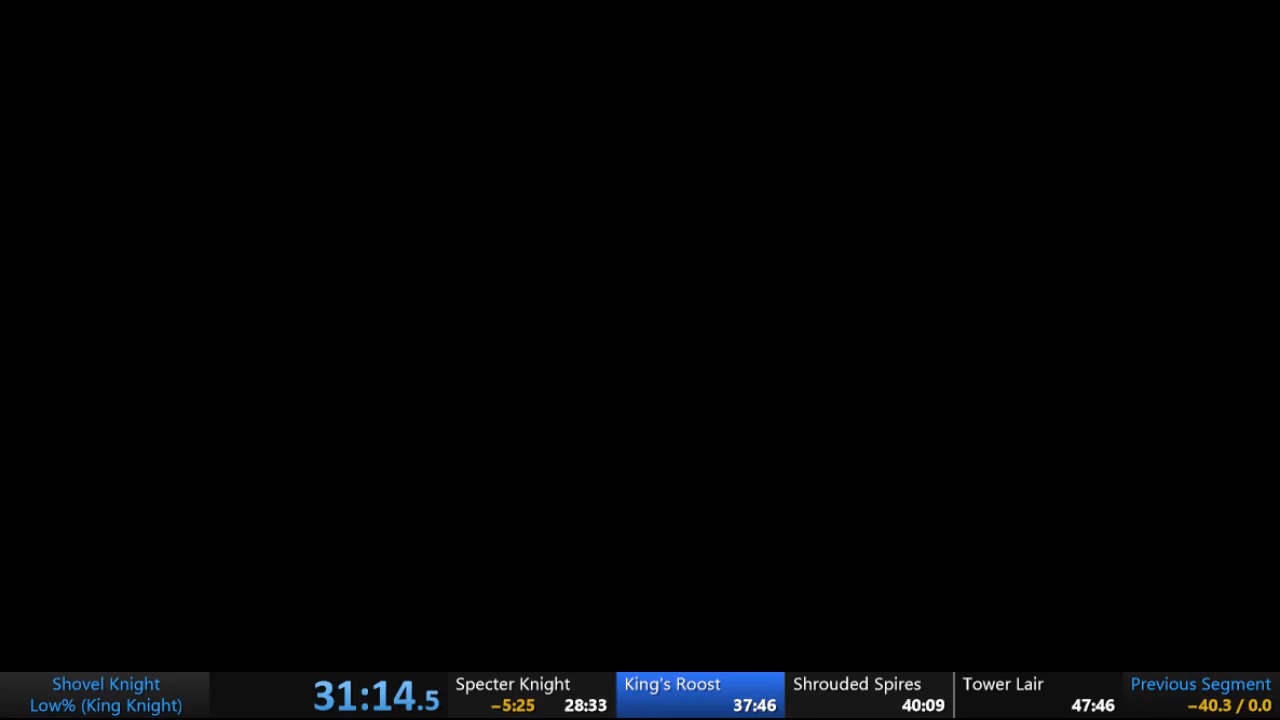 Shovel Knight
Low% (King Knight)
31:14.5
Specter Knight
−5:25 28:33
King's Roost
37:46
Shrouded Spires
40:09
Tower Lair
47:46
Previous Segment
−40.3 / 0.0